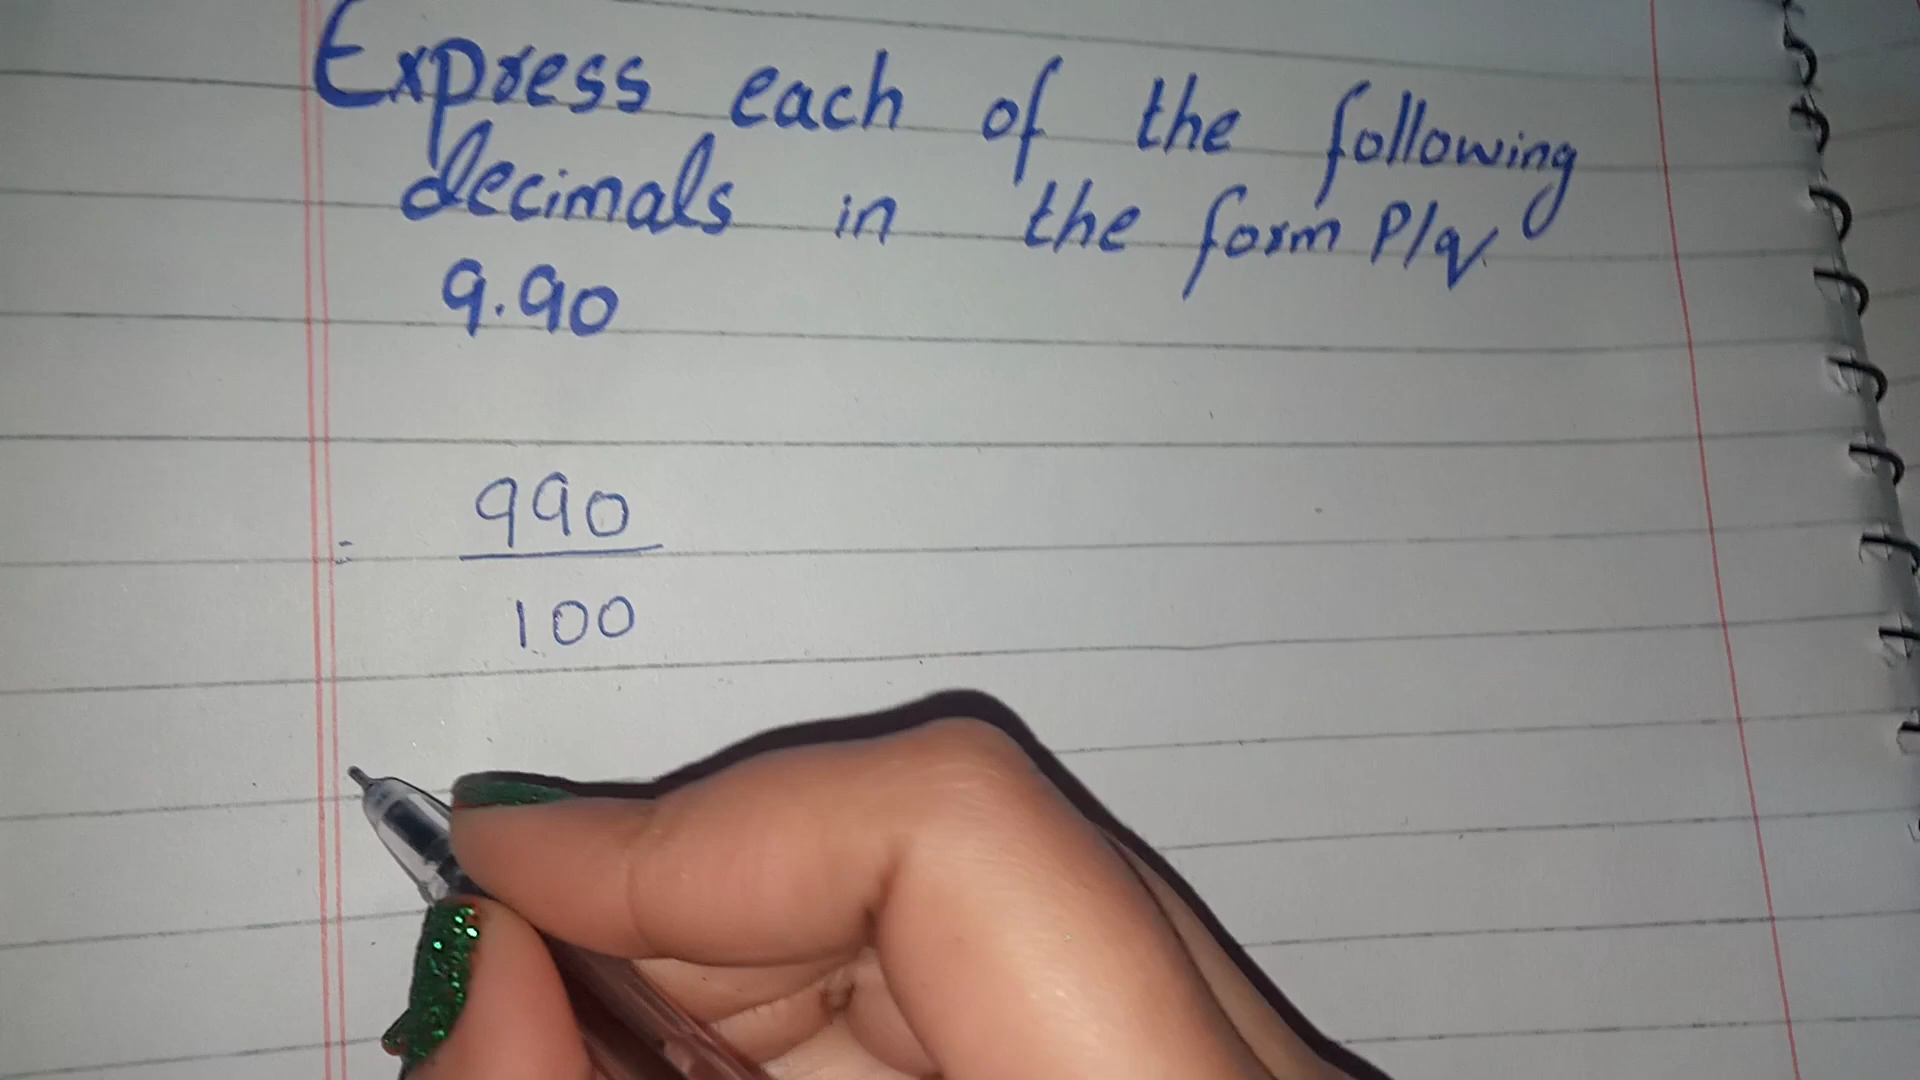 Express each of the following
decimals in the form P/q
9.90
= 990
100